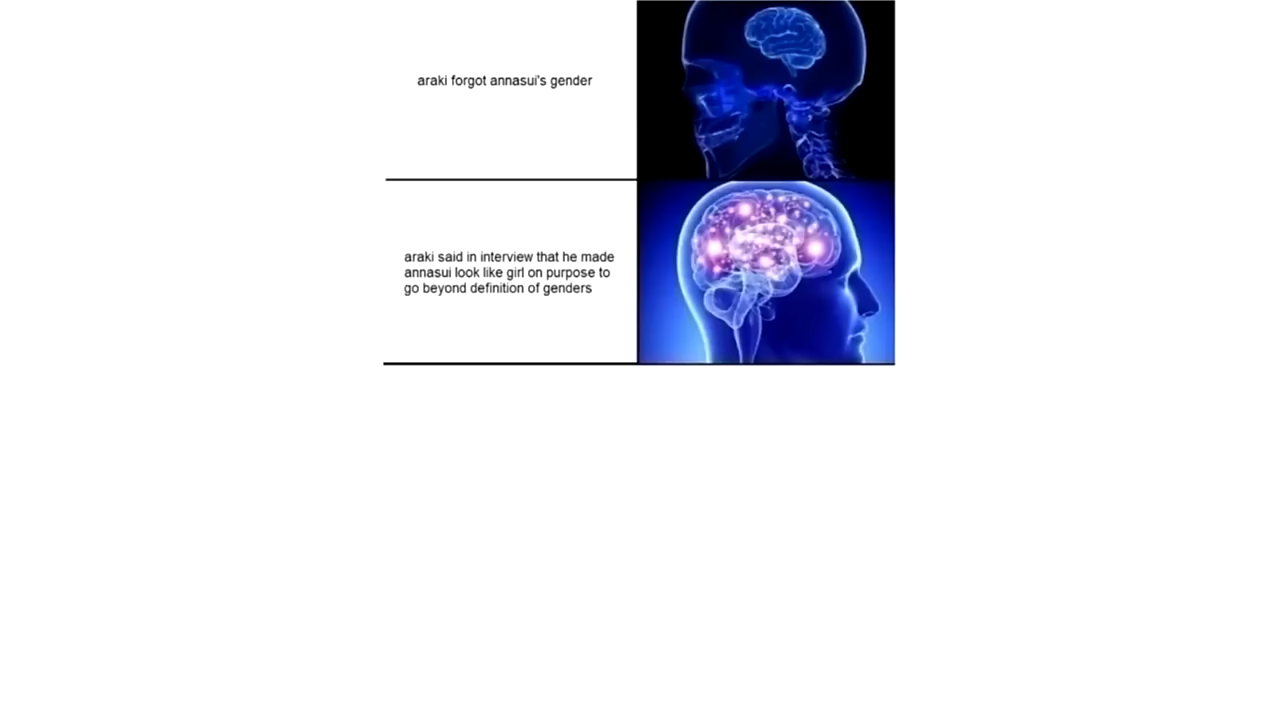 araki forgot annasui's gender
araki said in interview that he made
annasui look like girl on purpose to
go beyond definition of genders